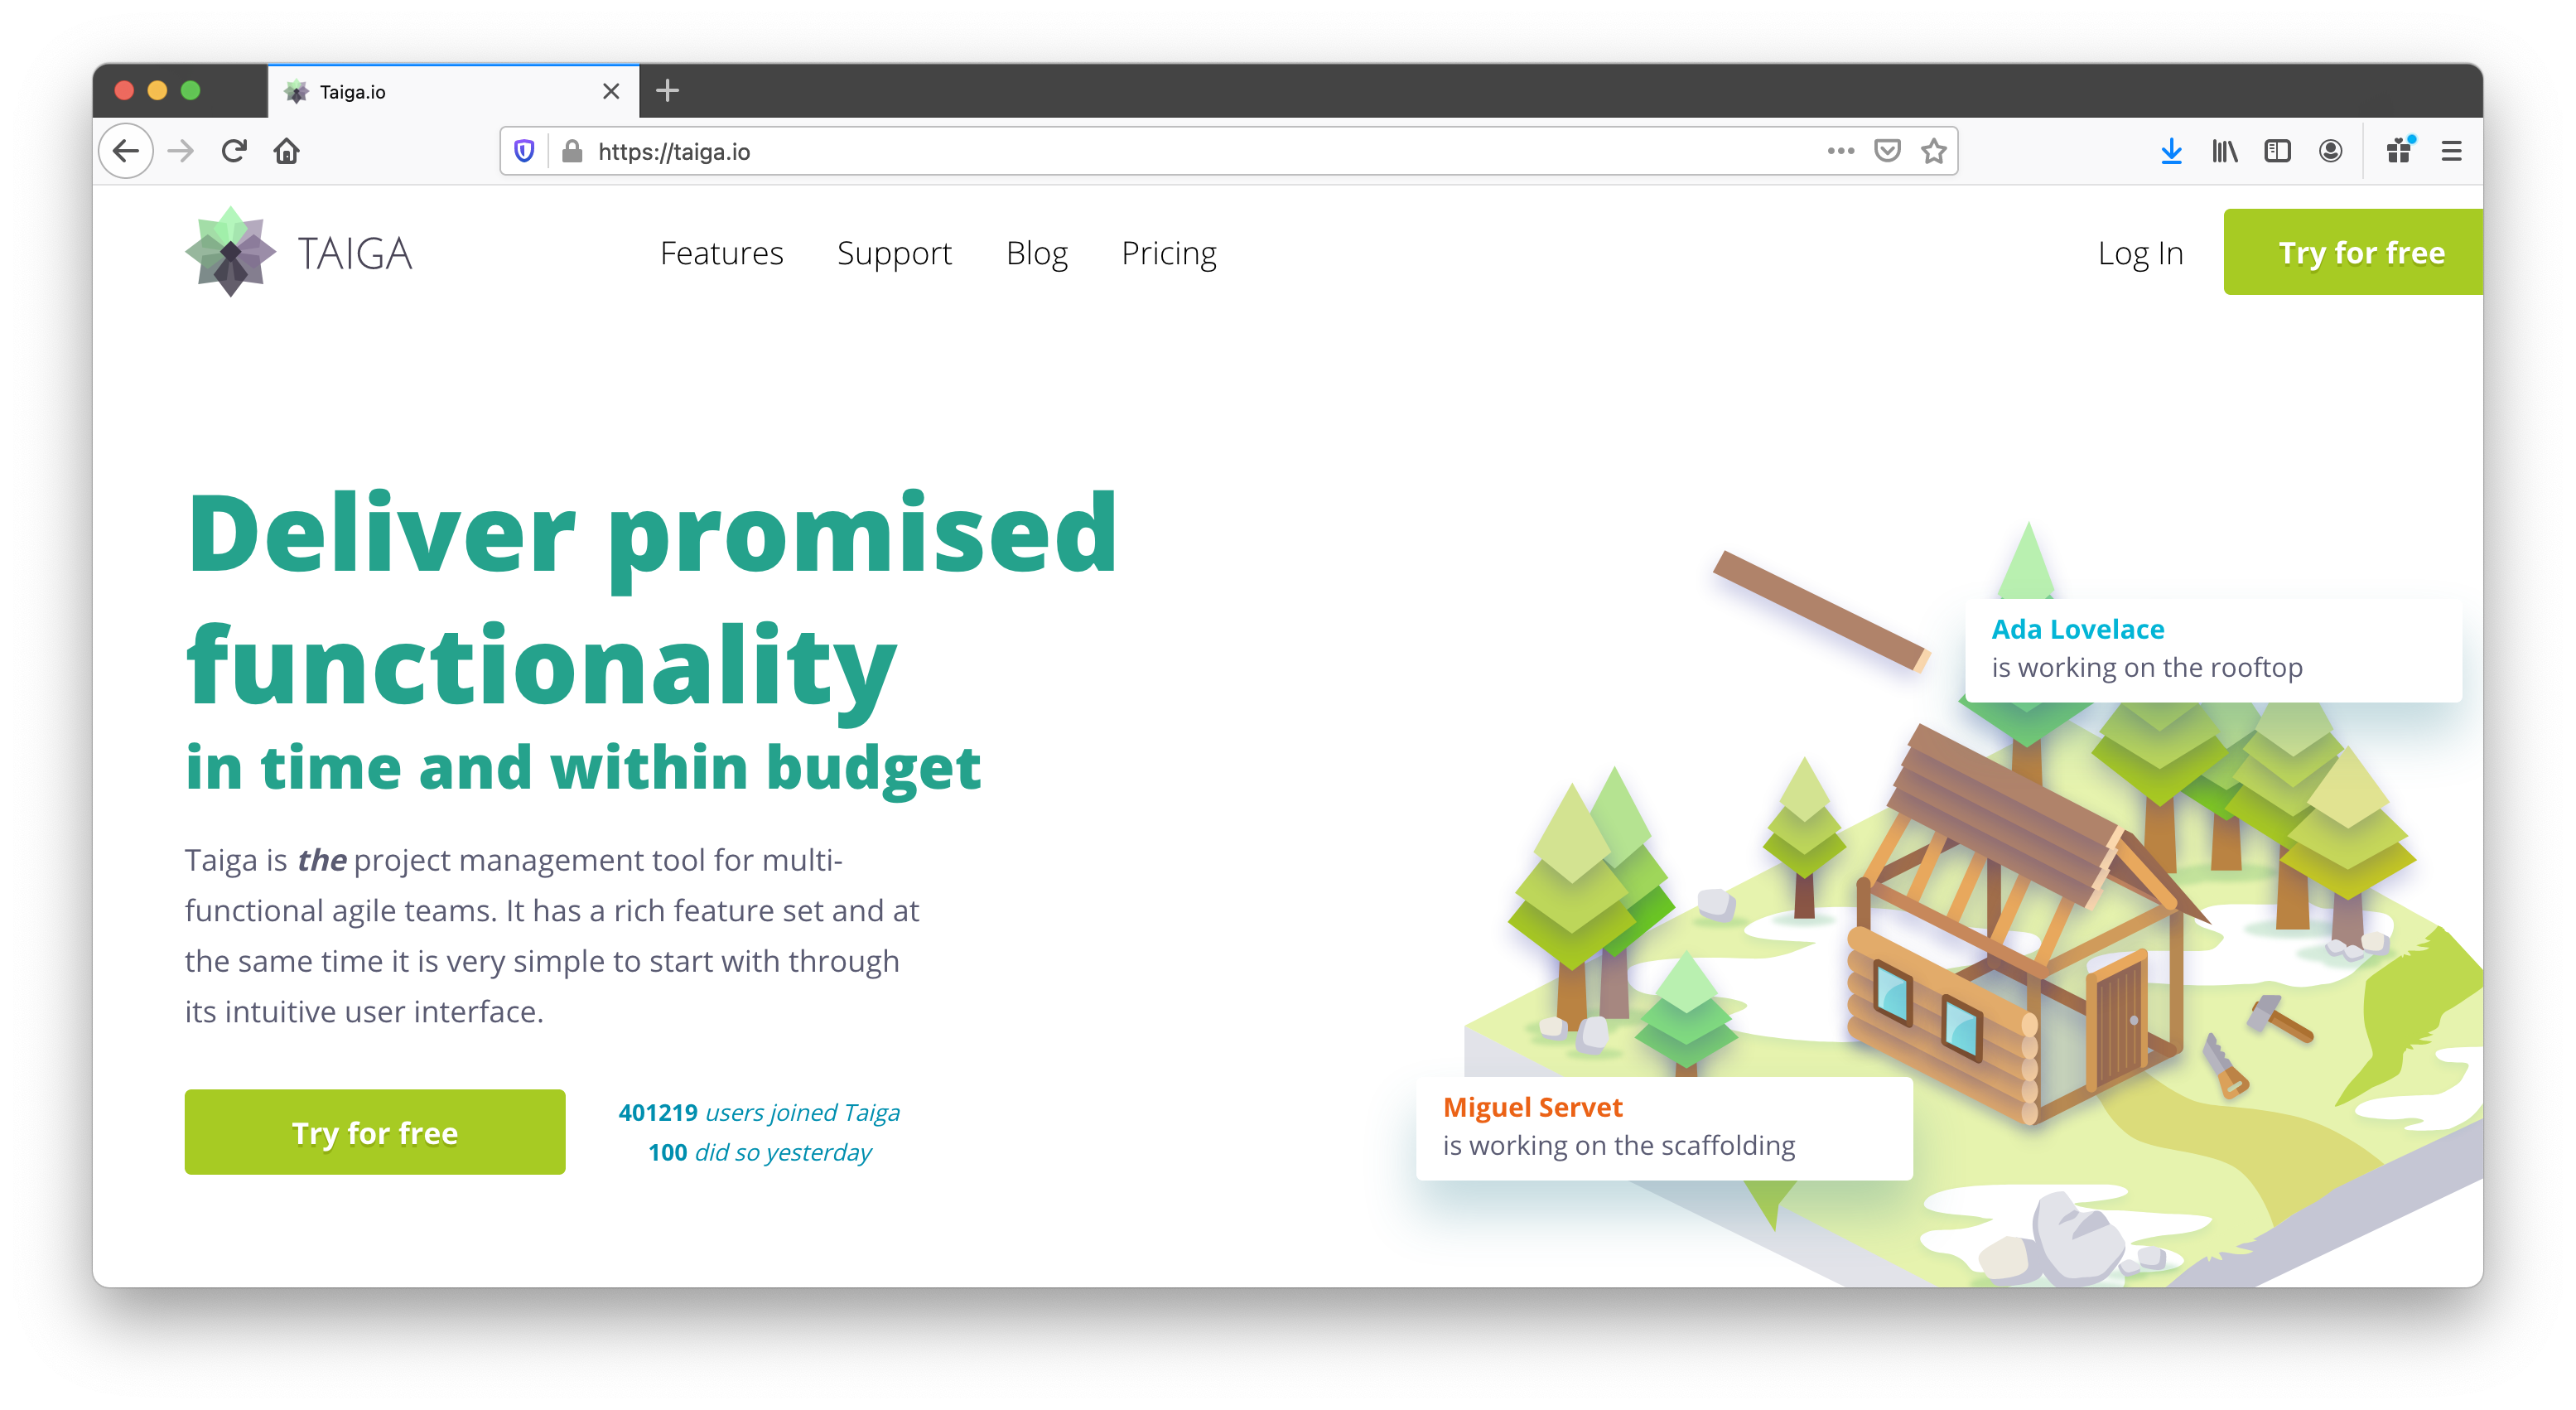 Taiga.io
https://taiga.io
TAIGA
Features
Support
Blog
Pricing
Log In
Try for free
Deliver promised
functionality
in time and within budget
Taiga is the project management tool for multi-
functional agile teams. It has a rich feature set and at
the same time it is very simple to start with through
its intuitive user interface.
Try for free
401219 users joined Taiga
100 did so yesterday
Ada Lovelace
is working on the rooftop
Miguel Servet
is working on the scaffolding